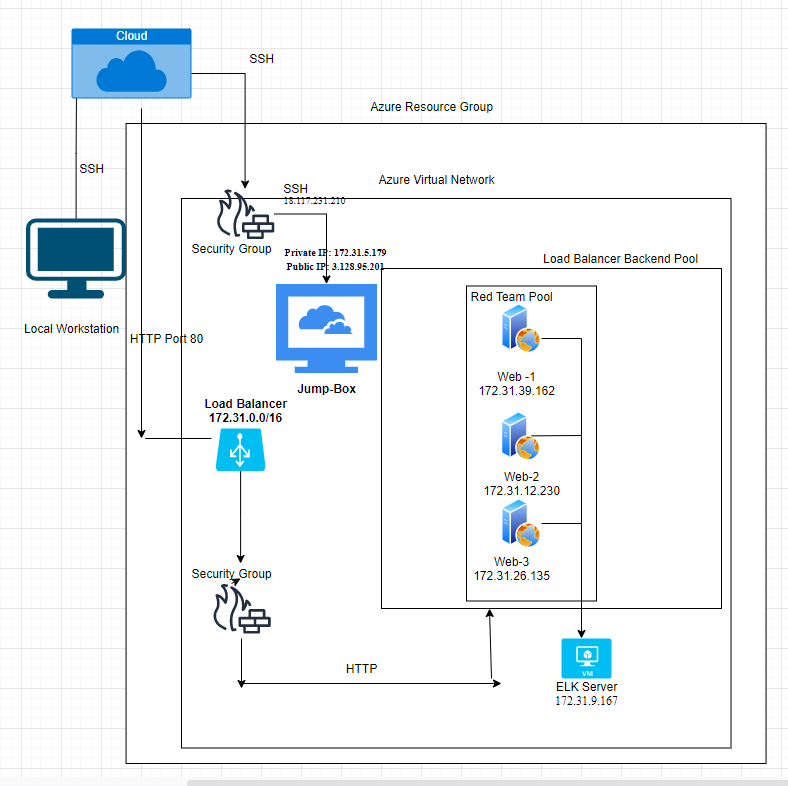 Cloud
SSH
Azure Resource Group
SSH
Azure Virtual Network
SSH
18.117.231.210
Security Group
Private IP: 172.31.5.179
Public IP: 3.128.95.201
Load Balancer Backend Pool
Red Team Pool
Local Workstation
HTTP Port 80
Web -1
172.31.39.162
Jump-Box
Load Balancer
172.31.0.0/16
Web-2
172.31.12.230
Web-3
172.31.26.135
Security Group
HTTP
VM
ELK Server
172.31.9.167